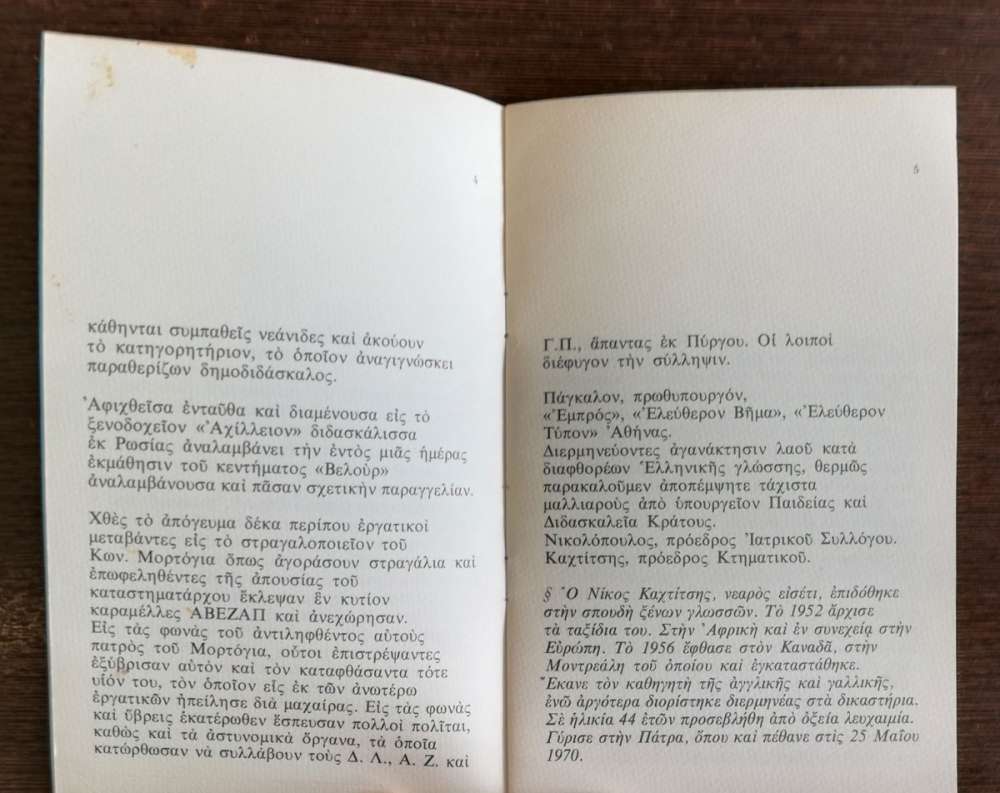 4
κάθηνται συμπαθεῖς νεάνιδες καὶ ἀκούουν
τὸ κατηγορητήριον, τὸ ὁποῖον ἀναγιγνώσκει
παραθερίζων δημοδιδάσκαλος.
Ἀφιχθεῖσα ἐνταῦθα καὶ διαμένουσα εἰς τὸ
ξενοδοχεῖον «Ἀχίλλειον» διδασκάλισσα
ἐκ Ρωσίας ἀναλαμβάνει τὴν ἐντὸς μιᾶς ἡμέρας
ἐκμάθησιν τοῦ κεντήματος «Βελοὺρ»
ἀναλαμβάνουσα καὶ πᾶσαν σχετικὴν παραγγελίαν.
Χθὲς τὸ ἀπόγευμα δέκα περίπου ἐργατικοὶ
μεταβάντες εἰς τὸ στραγαλοποιεῖον τοῦ
Κων. Μορτόγια ὅπως ἀγοράσουν στραγάλια καὶ
ἐπωφεληθέντες τῆς ἀπουσίας τοῦ
καταστηματάρχου ἔκλεψαν ἓν κυτίον
καραμέλλες ΑΒΕΖΑΠ καὶ ἀνεχώρησαν.
Εἰς τὰς φωνὰς τοῦ ἀντιληφθέντος αὐτοὺς
πατρὸς τοῦ Μορτόγια, οὗτοι ἐπιστρέψαντες
ἐξύβρισαν αὐτὸν καὶ τὸν καταφθάσαντα τότε
υἱόν του, τὸν ὁποῖον εἷς ἐκ τῶν ἀνωτέρω
ἐργατικῶν ἠπείλησε διὰ μαχαίρας. Εἰς τὰς φωνὰς
καὶ ὕβρεις ἑκατέρωθεν ἔσπευσαν πολλοὶ πολῖται,
καθὼς καὶ τὰ ἀστυνομικὰ ὄργανα, τὰ ὁποῖα
κατώρθωσαν νὰ συλλάβουν τοὺς Δ. Λ., Α. Ζ. καὶ
5
Γ.Π., ἅπαντας ἐκ Πύργου. Οἱ λοιποὶ
διέφυγον τὴν σύλληψιν.
Πάγκαλον, πρωθυπουργόν,
«Ἐμπρός», «Ἐλεύθερον Βῆμα», «Ἐλεύθερον
Τύπον» Ἀθήνας.
Διερμηνεύοντες ἀγανάκτησιν λαοῦ κατὰ
διαφθορέων Ἑλληνικῆς γλώσσης, θερμῶς
παρακαλοῦμεν ἀποπέμψητε τάχιστα
μαλλιαροὺς ἀπὸ ὑπουργεῖον Παιδείας καὶ
Διδασκαλεῖα Κράτους.
Νικολόπουλος, πρόεδρος Ἰατρικοῦ Συλλόγου.
Καχτίτσης, πρόεδρος Κτηματικοῦ.
§ Ὁ Νίκος Καχτίτσης, νεαρὸς εἰσέτι, ἐπιδόθηκε
στὴν σπουδὴ ξένων γλωσσῶν. Τὸ 1952 ἄρχισε
τὰ ταξίδια του. Στὴν Ἀφρικὴ καὶ ἐν συνεχείᾳ στὴν
Εὐρώπη. Τὸ 1956 ἔφθασε στὸν Καναδᾶ, στὴν
Μοντρεάλη τοῦ ὁποίου καὶ ἐγκαταστάθηκε.
Ἔκανε τὸν καθηγητὴ τῆς ἀγγλικῆς καὶ γαλλικῆς,
ἐνῶ ἀργότερα διορίστηκε διερμηνέας στὰ δικαστήρια.
Σὲ ἡλικία 44 ἐτῶν προσεβλήθη ἀπὸ ὀξεία λευχαιμία.
Γύρισε στὴν Πάτρα, ὅπου καὶ πέθανε στὶς 25 Μαΐου
1970.